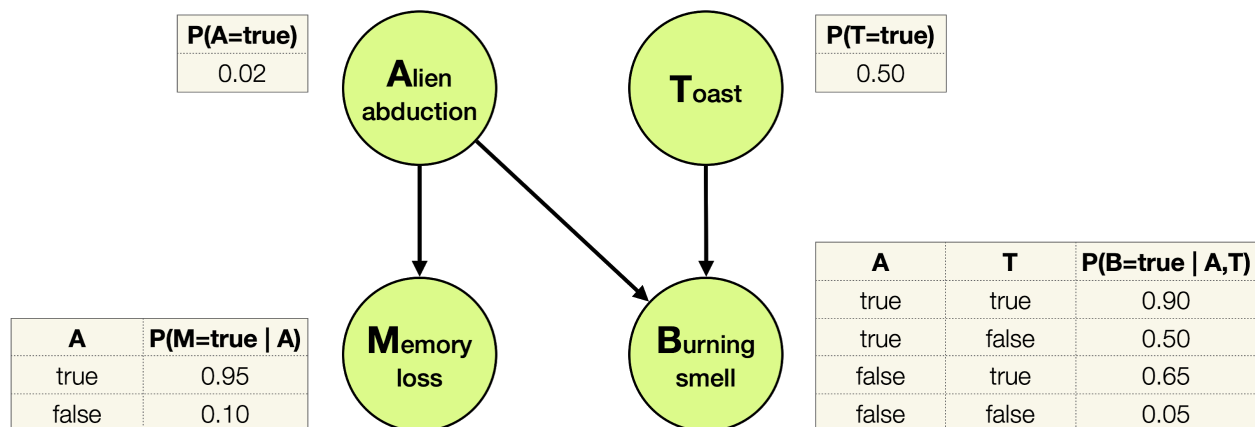 P(A=true)
0.02
Alien
abduction
Toast
P(T=true)
0.50
A P(M=true | A)
true 0.95
false 0.10
Memory
loss
Burning
smell
A T P(B=true | A,T)
true true 0.90
true false 0.50
false true 0.65
false false 0.05